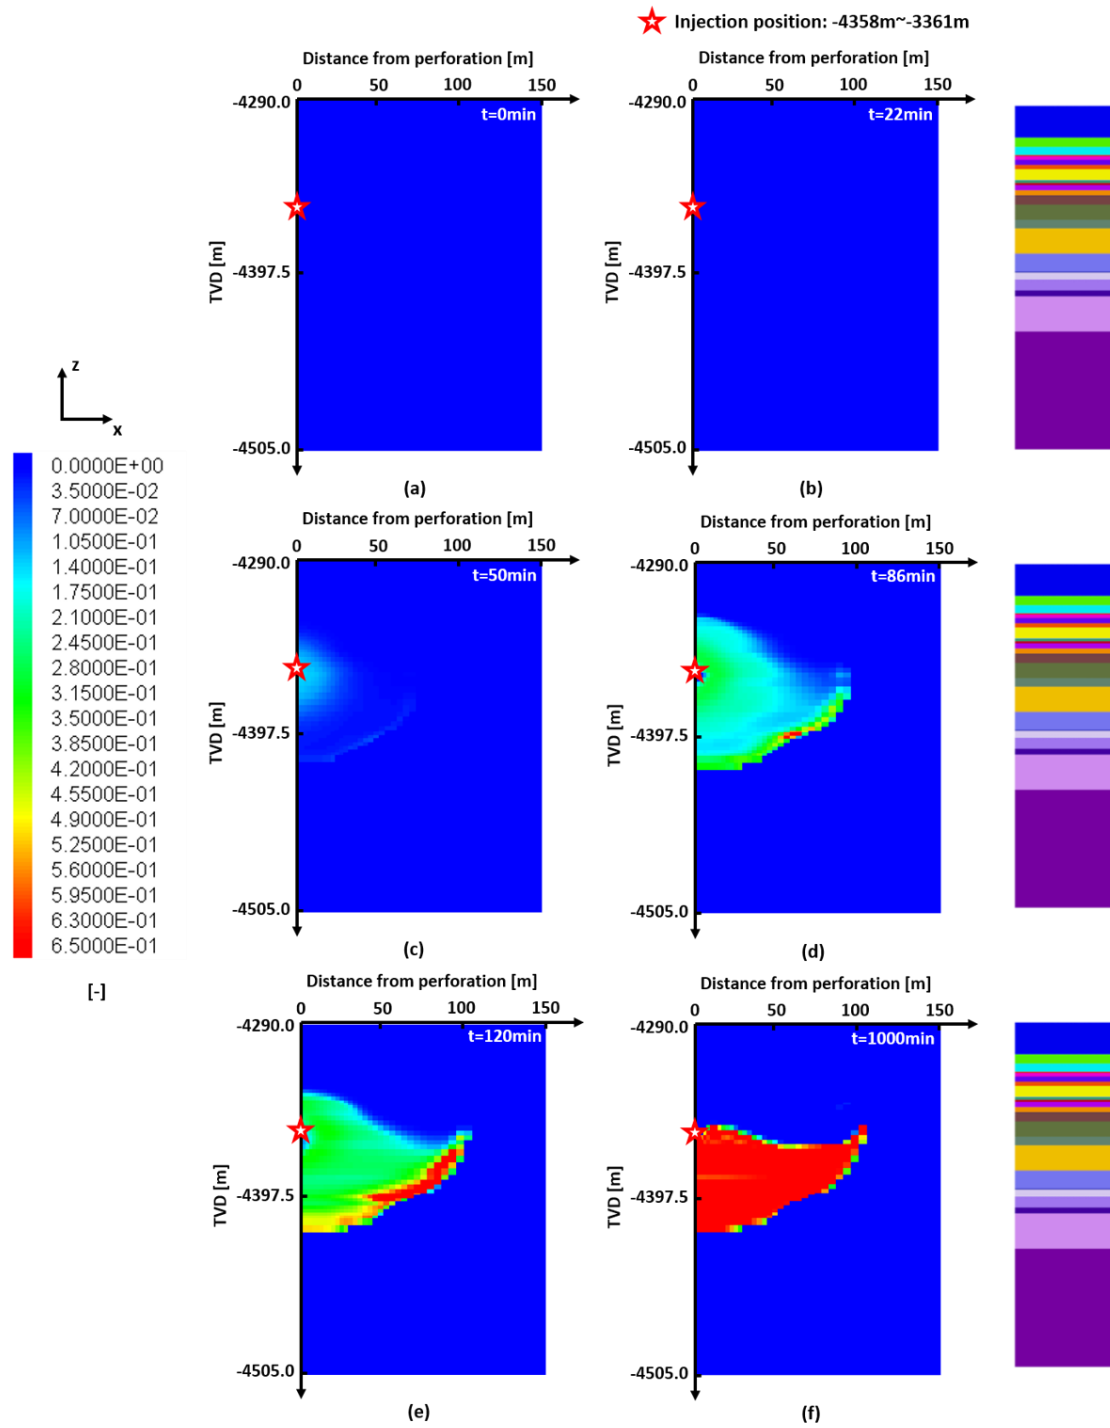 Injection position: -4358m~-3361m
Distance from perforation [m]
0 50 100 150
-4290.0
t=0min
TVD [m]
-4397.5
-4505.0
(a)
Distance from perforation [m]
0 50 100 150
-4290.0
t=22min
TVD [m]
-4397.5
-4505.0
(b)
z
x
0.0000E+00
3.5000E-02
7.0000E-02
1.0500E-01
1.4000E-01
1.7500E-01
2.1000E-01
2.4500E-01
2.8000E-01
3.1500E-01
3.5000E-01
3.8500E-01
4.2000E-01
4.5500E-01
4.9000E-01
5.2500E-01
5.6000E-01
5.9500E-01
6.3000E-01
6.5000E-01
[-]
Distance from perforation [m]
0 50 100 150
-4290.0
t=50min
TVD [m]
-4397.5
-4505.0
(c)
Distance from perforation [m]
0 50 100 150
-4290.0
t=86min
TVD [m]
-4397.5
-4505.0
(d)
Distance from perforation [m]
0 50 100 150
-4290.0
t=120min
TVD [m]
-4397.5
-4505.0
(e)
Distance from perforation [m]
0 50 100 150
-4290.0
t=1000min
TVD [m]
-4397.5
-4505.0
(f)